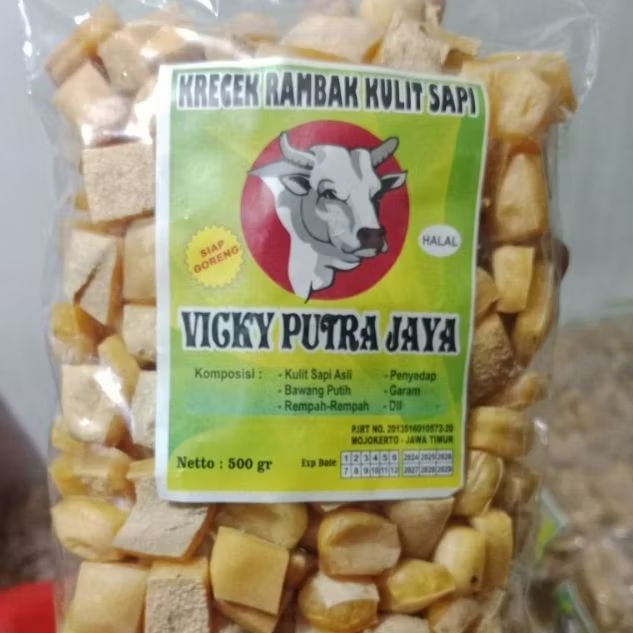 KRECEK RAMBAK KULIT SAPI
SIAP
GORENG
HALAL
VICKY PUTRA JAYA
Komposisi : - Kulit Sapi Asli - Penyedap
- Bawang Putih - Garam
- Rempah-Rempah - Dll
P.IRT NO. 2013516010572-20
MOJOKERTO - JAWA TIMUR
Netto : 500 gr
Exp Date 1 2 3 4 5 6 2024 2025 2026
7 8 9 10 11 12 2027 2028 2029